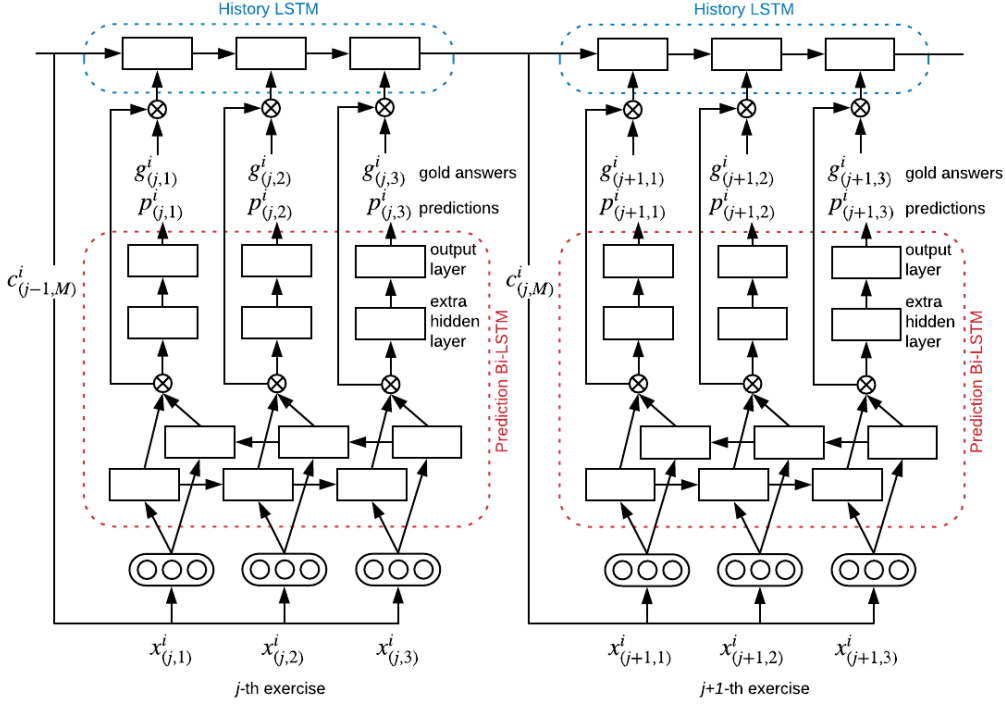 History LSTM
History LSTM
g^i_{(j,1)} g^i_{(j,2)} g^i_{(j,3)} gold answers
g^i_{(j+1,1)} g^i_{(j+1,2)} g^i_{(j+1,3)} gold answers
p^i_{(j,1)} p^i_{(j,2)} p^i_{(j,3)} predictions
p^i_{(j+1,1)} p^i_{(j+1,2)} p^i_{(j+1,3)} predictions
c^i_{(j−1,M)}
output
layer
extra
hidden
layer
Prediction Bi-LSTM
c^i_{(j,M)}
output
layer
extra
hidden
layer
Prediction Bi-LSTM
x^i_{(j,1)} x^i_{(j,2)} x^i_{(j,3)}
x^i_{(j+1,1)} x^i_{(j+1,2)} x^i_{(j+1,3)}
j-th exercise
j+1-th exercise